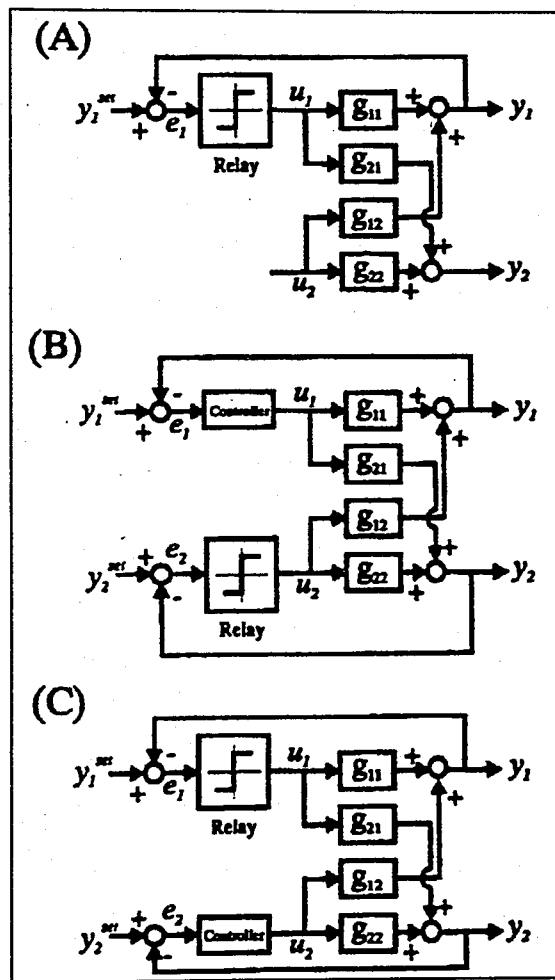 (A)
- u₁ + y₁
y₁ˢᵉᵗ + e₁ g₁₁ +
Relay g₂₁
g₁₂ +
u₂ g₂₂ + y₂
(B)
- u₁ + y₁
y₁ˢᵉᵗ + e₁ Controller g₁₁ +
g₂₁
+ e₂ g₁₂ +
y₂ˢᵉᵗ - u₂ g₂₂ + y₂
Relay
(C)
- u₁ + y₁
y₁ˢᵉᵗ + e₁ g₁₁ +
Relay g₂₁
+ e₂ g₁₂ +
y₂ˢᵉᵗ - Controller u₂ g₂₂ + y₂